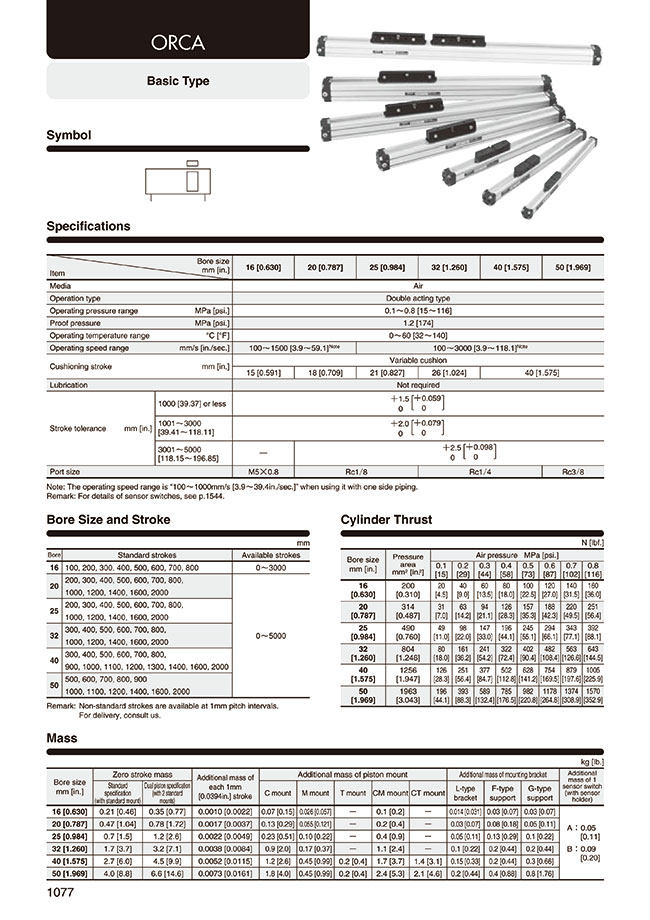 ORCA
Basic Type
Symbol
Specifications
Item Bore size mm [in.] 16 [0.630] 20 [0.787] 25 [0.984] 32 [1.260] 40 [1.575] 50 [1.969]
Media Air
Operation type Double acting type
Operating pressure range MPa [psi.] 0.1～0.8 [15～116]
Proof pressure MPa [psi.] 1.2 [174]
Operating temperature range °C [°F] 0～60 [32～140]
Operating speed range mm/s [in./sec.] 100～1500 [3.9～59.1]Note 100～3000 [3.9～118.1]Note
Cushioning stroke mm [in.] Variable cushion
15 [0.591] 18 [0.709] 21 [0.827] 26 [1.024] 40 [1.575]
Lubrication Not required
Stroke tolerance mm [in.] 1000 [39.37] or less +1.5 0 [+0.059 0]
1001～3000 [39.41～118.11] +2.0 0 [+0.079 0]
3001～5000 [118.15～196.85] — +2.5 0 [+0.098 0]
Port size M5×0.8 Rc1/8 Rc1/4 Rc3/8
Note: The operating speed range is "100～1000mm/s [3.9～39.4in./sec.]" when using it with one side piping.
Remark: For details of sensor switches, see p.1544.
Bore Size and Stroke
mm
Bore Standard strokes Available strokes
16 100, 200, 300, 400, 500, 600, 700, 800 0～3000
20 200, 300, 400, 500, 600, 700, 800,
1000, 1200, 1400, 1600, 2000
25 200, 300, 400, 500, 600, 700, 800,
1000, 1200, 1400, 1600, 2000
32 300, 400, 500, 600, 700, 800,
1000, 1200, 1400, 1600, 2000
0～5000
40 300, 400, 500, 600, 700, 800,
900, 1000, 1100, 1200, 1300, 1400, 1600, 2000
50 500, 600, 700, 800, 900
1000, 1100, 1200, 1400, 1600, 2000
Remark: Non-standard strokes are available at 1mm pitch intervals.
For delivery, consult us.
Cylinder Thrust
N [lbf.]
Bore size mm [in.] Pressure area mm² [in.²] Air pressure MPa [psi.]
0.1 [15] 0.2 [29] 0.3 [44] 0.4 [58] 0.5 [73] 0.6 [87] 0.7 [102] 0.8 [116]
16 200 20 40 60 80 100 120 140 160
[0.630] [0.310] [4.5] [9.0] [13.5] [18.0] [22.5] [27.0] [31.5] [36.0]
20 314 31 63 94 126 157 188 220 251
[0.787] [0.487] [7.0] [14.2] [21.1] [28.3] [35.3] [42.3] [49.5] [56.4]
25 490 49 98 147 196 245 294 343 392
[0.984] [0.760] [11.0] [22.0] [33.0] [44.1] [55.1] [66.1] [77.1] [88.1]
32 804 80 161 241 322 402 482 563 643
[1.260] [1.246] [18.0] [36.2] [54.2] [72.4] [90.4] [108.4] [126.6] [144.5]
40 1256 126 251 377 502 628 754 879 1005
[1.575] [1.947] [28.3] [56.4] [84.7] [112.8] [141.2] [169.5] [197.6] [225.9]
50 1963 196 393 589 785 982 1178 1374 1570
[1.969] [3.043] [44.1] [88.3] [132.4] [176.5] [220.8] [264.8] [308.9] [352.9]
Mass
kg [lb.]
Bore size mm [in.] Zero stroke mass Additional mass of each 1mm [0.0394in.] stroke Additional mass of piston mount Additional mass of mounting bracket Additional mass of 1 sensor switch (with sensor holder)
Standard specification (with standard mount) Dual piston specification (with 2 standard mounts) C mount M mount T mount CM mount CT mount L-type bracket F-type support G-type support
16 [0.630] 0.21 [0.46] 0.35 [0.77] 0.0010 [0.0022] 0.07 [0.15] 0.026 [0.057] — 0.1 [0.2] — 0.014 [0.031] 0.03 [0.07] 0.03 [0.07]
20 [0.787] 0.47 [1.04] 0.78 [1.72] 0.0017 [0.0037] 0.13 [0.29] 0.055 [0.121] — 0.2 [0.4] — 0.03 [0.07] 0.08 [0.18] 0.05 [0.11]
25 [0.984] 0.7 [1.5] 1.2 [2.6] 0.0022 [0.0049] 0.23 [0.51] 0.10 [0.22] — 0.4 [0.9] — 0.05 [0.11] 0.13 [0.29] 0.1 [0.22]
32 [1.260] 1.7 [3.7] 3.2 [7.1] 0.0038 [0.0084] 0.9 [2.0] 0.17 [0.37] — 1.1 [2.4] — 0.1 [0.22] 0.2 [0.44] 0.2 [0.44]
40 [1.575] 2.7 [6.0] 4.5 [9.9] 0.0052 [0.0115] 1.2 [2.6] 0.45 [0.99] 0.2 [0.4] 1.7 [3.7] 1.4 [3.1] 0.15 [0.33] 0.2 [0.44] 0.3 [0.66]
50 [1.969] 4.0 [8.8] 6.6 [14.6] 0.0073 [0.0161] 1.8 [4.0] 0.45 [0.99] 0.2 [0.4] 2.4 [5.3] 2.1 [4.6] 0.2 [0.44] 0.4 [0.88] 0.8 [1.76]
A : 0.05 [0.11]
B : 0.09 [0.20]
1077